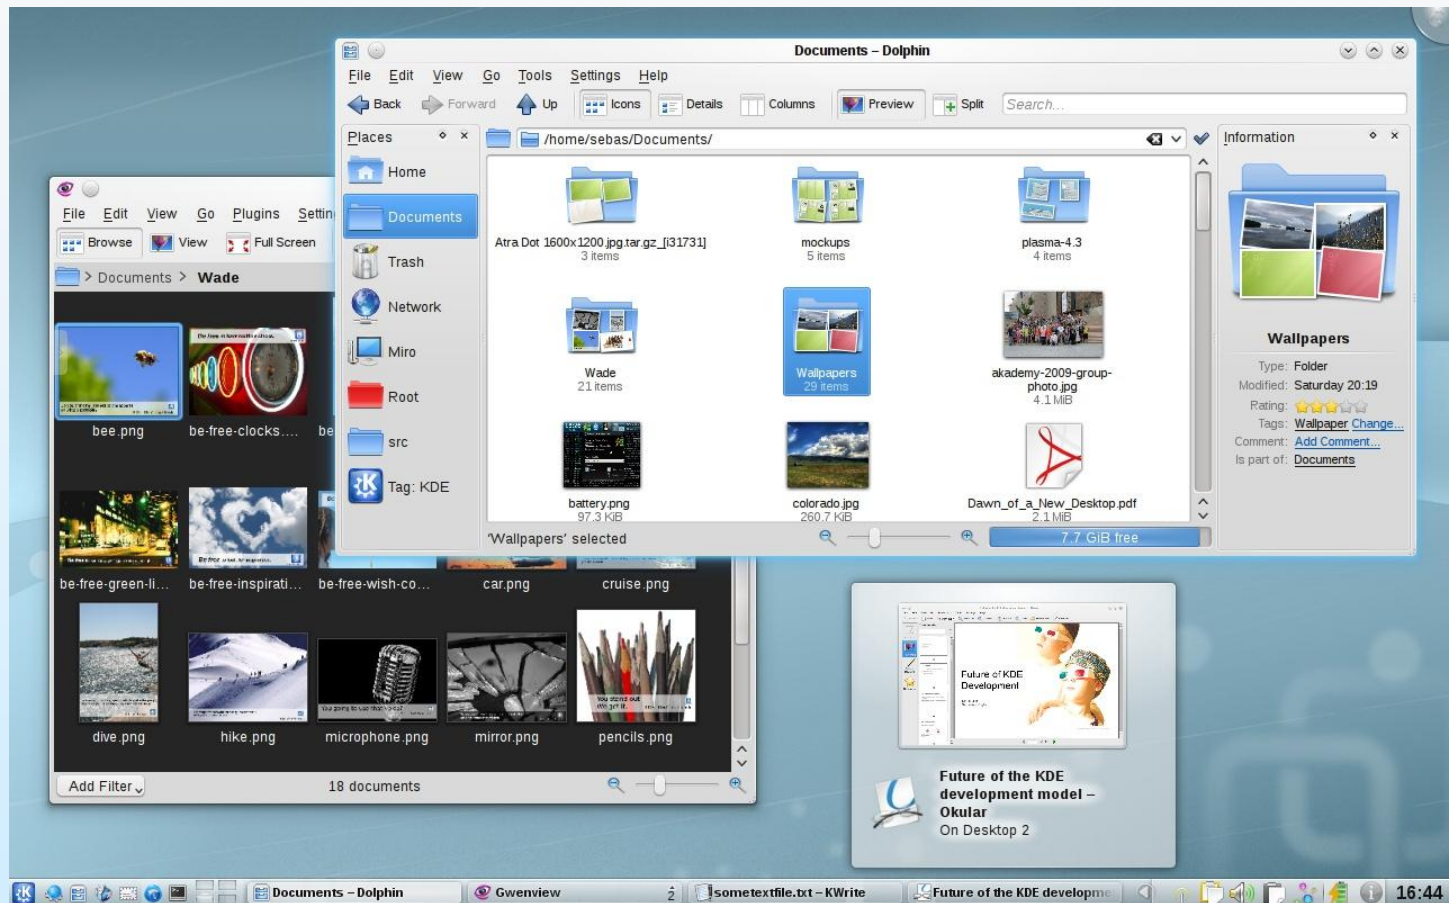 Documents – Dolphin
File Edit View Go Tools Settings Help
Back Forward Up Icons Details Columns Preview Split Search...
Places
/home/sebas/Documents/
Information
Home
Documents
Trash
Network
Miro
Root
src
Tag: KDE
Atra Dot 1600x1200.jpg.tar.gz_[i31731]
3 items
mockups
5 items
plasma-4.3
4 items
Wade
21 items
Wallpapers
29 items
akademy-2009-group-
photo.jpg
4.1 MiB
battery.png
97.3 KiB
colorado.jpg
260.7 KiB
Dawn_of_a_New_Desktop.pdf
2.1 MiB
'Wallpapers' selected
7.7 GiB free
Wallpapers
Type: Folder
Modified: Saturday 20:19
Rating:
Tags: Wallpaper Change...
Comment: Add Comment...
Is part of: Documents
File Edit View Go Plugins Settin
Browse View Full Screen
> Documents > Wade
bee.png
be-free-clocks....
be
be-free-green-li...
be-free-inspirati...
be-free-wish-co...
car.png
cruise.png
You stand out.
We get it.
dive.png
hike.png
microphone.png
mirror.png
pencils.png
Add Filter
18 documents
Future of KDE
Development
Future of the KDE
development model –
Okular
On Desktop 2
Documents – Dolphin
Gwenview
2
sometextfile.txt – KWrite
Future of the KDE developme
16:44